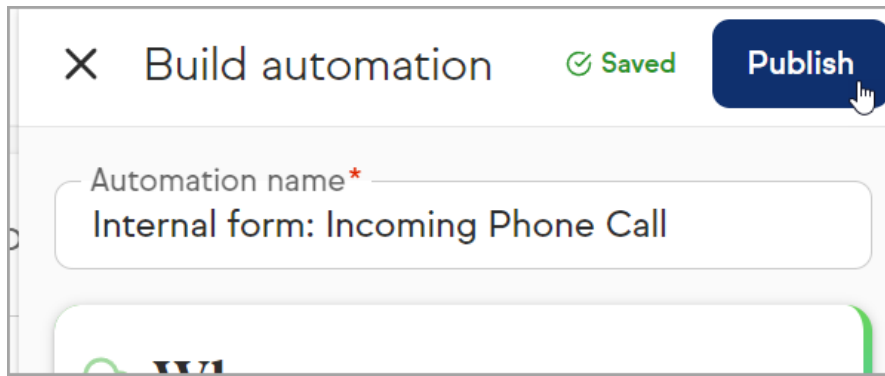 Build automation
Saved
Publish
Automation name*
Internal form: Incoming Phone Call